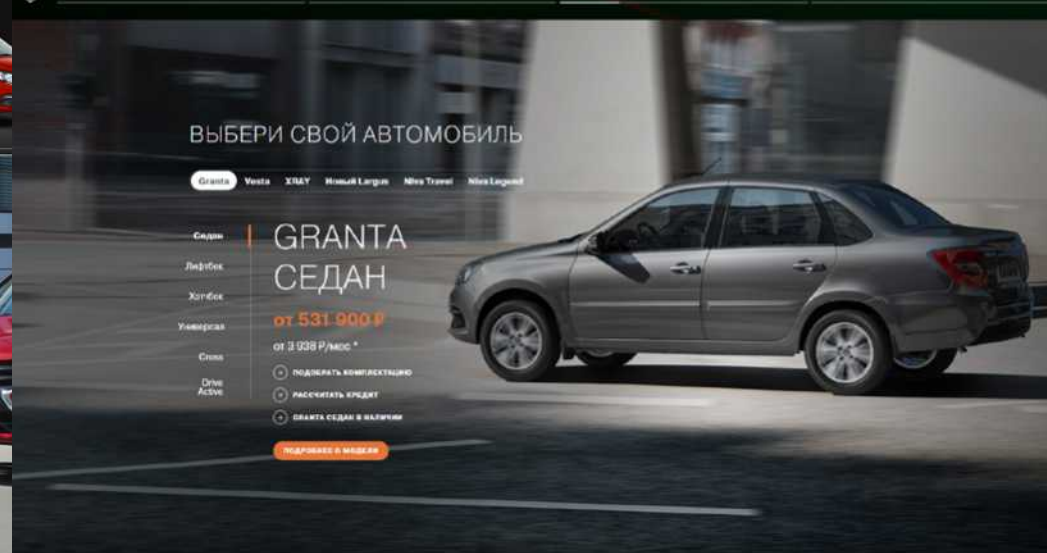 ВЫБЕРИ СВОЙ АВТОМОБИЛЬ
Granta Vesta XRAY Новый Largus Niva Travel Niva Legend
Седан
Лифтбек
Хэтчбек
Универсал
Cross
Drive
Active
GRANTA
СЕДАН
от 531 900 ₽
от 3 938 ₽/мес *
ПОДОБРАТЬ КОМПЛЕКТАЦИЮ
РАССЧИТАТЬ КРЕДИТ
GRANTA СЕДАН В НАЛИЧИИ
ПОДРОБНЕЕ О МОДЕЛИ